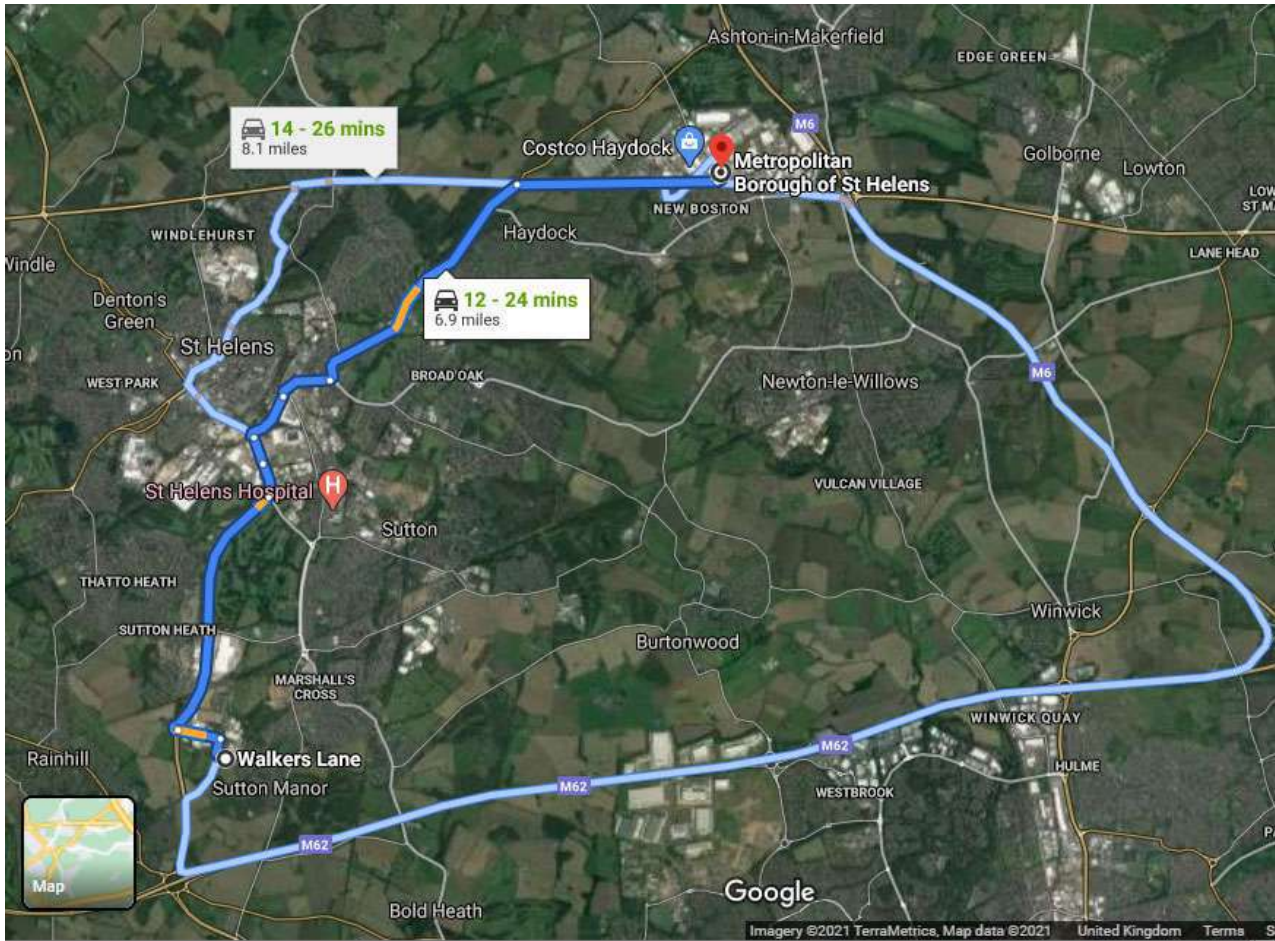 Ashton-in-Makerfield
EDGE GREEN
M6
14 - 26 mins
8.1 miles
Costco Haydock
Metropolitan
Borough of St Helens
Golborne
Lowton
NEW BOSTON
WINDLEHURST
Haydock
LANE HEAD
Windle
Denton's
Green
12 - 24 mins
6.9 miles
St Helens
WEST PARK
BROAD OAK
Newton-le-Willows
M6
St Helens Hospital
H
VULCAN VILLAGE
Sutton
THATTO HEATH
Winwick
SUTTON HEATH
Burtonwood
MARSHALL'S
CROSS
WINWICK QUAY
M62
Rainhill
Walkers Lane
Sutton Manor
HULME
M62
WESTBROOK
M62
Map
Google
Bold Heath
Imagery ©2021 TerraMetrics, Map data ©2021 United Kingdom Terms